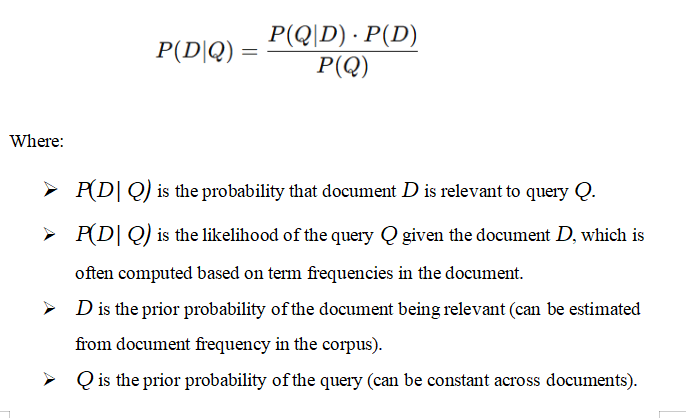 P(D|Q) = P(Q|D) · P(D) / P(Q)
Where:
➢ P(D| Q) is the probability that document D is relevant to query Q.
➢ P(D| Q) is the likelihood of the query Q given the document D, which is
often computed based on term frequencies in the document.
➢ D is the prior probability of the document being relevant (can be estimated
from document frequency in the corpus).
➢ Q is the prior probability of the query (can be constant across documents).